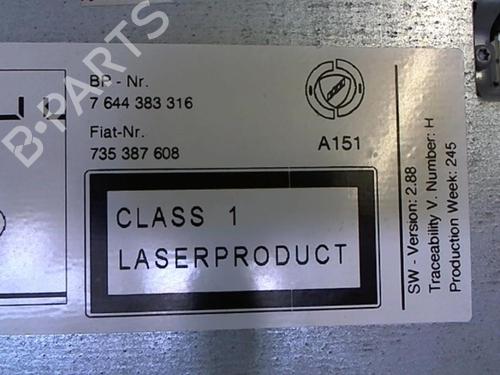 BP - Nr.
7 644 383 316
Fiat-Nr.
735 387 608
A151
CLASS 1
LASERPRODUCT
SW - Version: 2.88
Traceability V. Number: H
Production Week: 245
B-PARTS